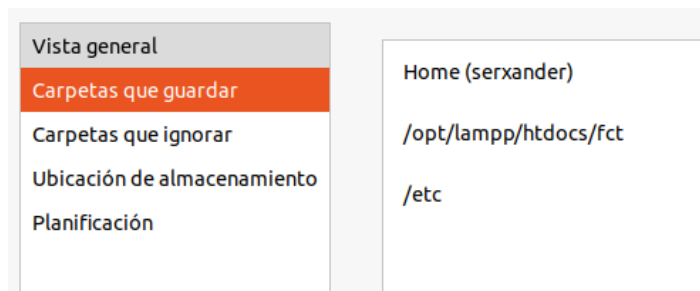 Vista general
Carpetas que guardar
Carpetas que ignorar
Ubicación de almacenamiento
Planificación
Home (serxander)
/opt/lampp/htdocs/fct
/etc